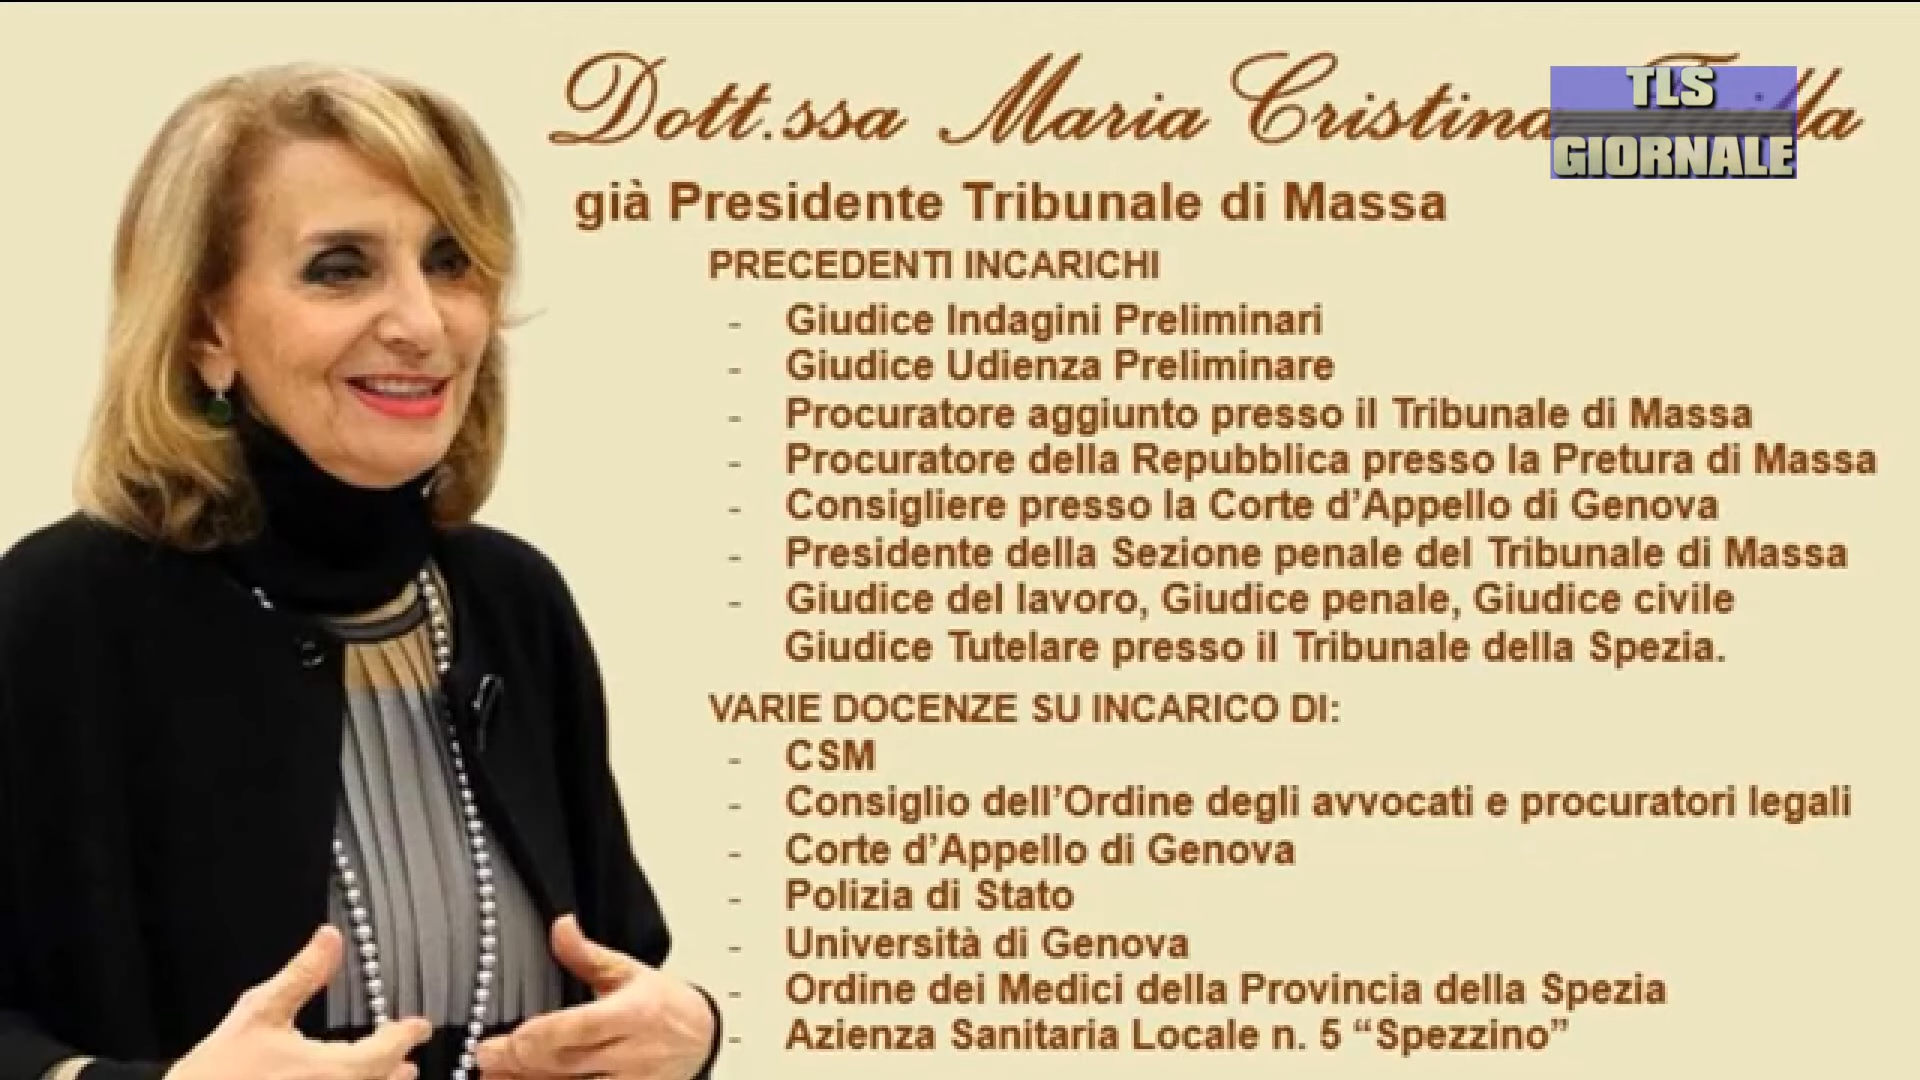 Dott.ssa Maria Cristina
TLS
GIORNALE
già Presidente Tribunale di Massa
PRECEDENTI INCARICHI
- Giudice Indagini Preliminari
- Giudice Udienza Preliminare
- Procuratore aggiunto presso il Tribunale di Massa
- Procuratore della Repubblica presso la Pretura di Massa
- Consigliere presso la Corte d’Appello di Genova
- Presidente della Sezione penale del Tribunale di Massa
- Giudice del lavoro, Giudice penale, Giudice civile
Giudice Tutelare presso il Tribunale della Spezia.
VARIE DOCENZE SU INCARICO DI:
- CSM
- Consiglio dell’Ordine degli avvocati e procuratori legali
- Corte d’Appello di Genova
- Polizia di Stato
- Università di Genova
- Ordine dei Medici della Provincia della Spezia
- Azienza Sanitaria Locale n. 5 “Spezzino”